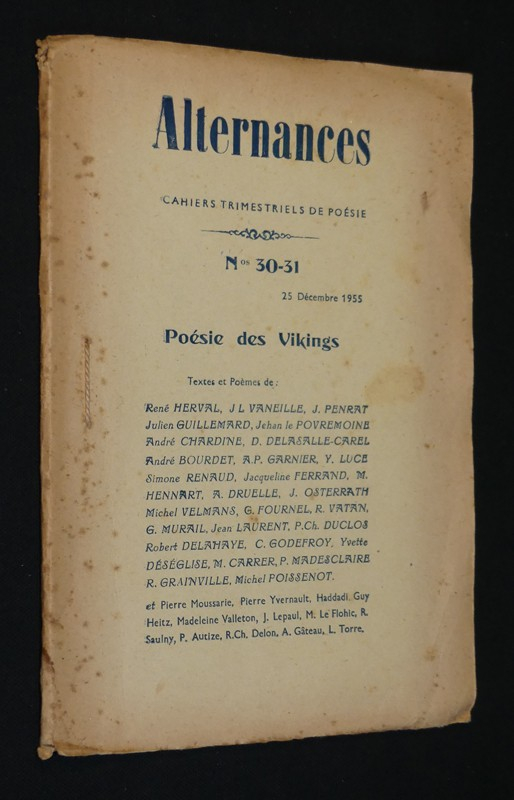 Alternances
CAHIERS TRIMESTRIELS DE POÉSIE
Nos 30-31
25 Décembre 1955
Poésie des Vikings
Textes et Poèmes de :
René HERVAL, J L VANEILLE, J. PENRAT
Julien GUILLEMARD, Jehan le POVREMOINE
André CHARDINE, D. DELASALLE-CAREL
André BOURDET, A.P. GARNIER, Y. LUCE
Simone RENAUD, Jacqueline FERRAND, M.
HENNART, A. DRUELLE, J. OSTERRATH
Michel VELMANS, G. FOURNEL, R. VATAN,
G. MURAIL, Jean LAURENT, P.Ch. DUCLOS
Robert DELAHAYE, C. GODEFROY, Yvette
DÉSÉGLISE, M. CARRER, P. MADESCLAIRE
R. GRAINVILLE, Michel POISSENOT.
et Pierre Moussarie, Pierre Yvernault, Haddadi, Guy
Heitz, Madeleine Valleton, J. Lepaul, M. Le Flohic, R.
Saulny, P. Autize, R.Ch. Delon, A. Gâteau, L. Torre.